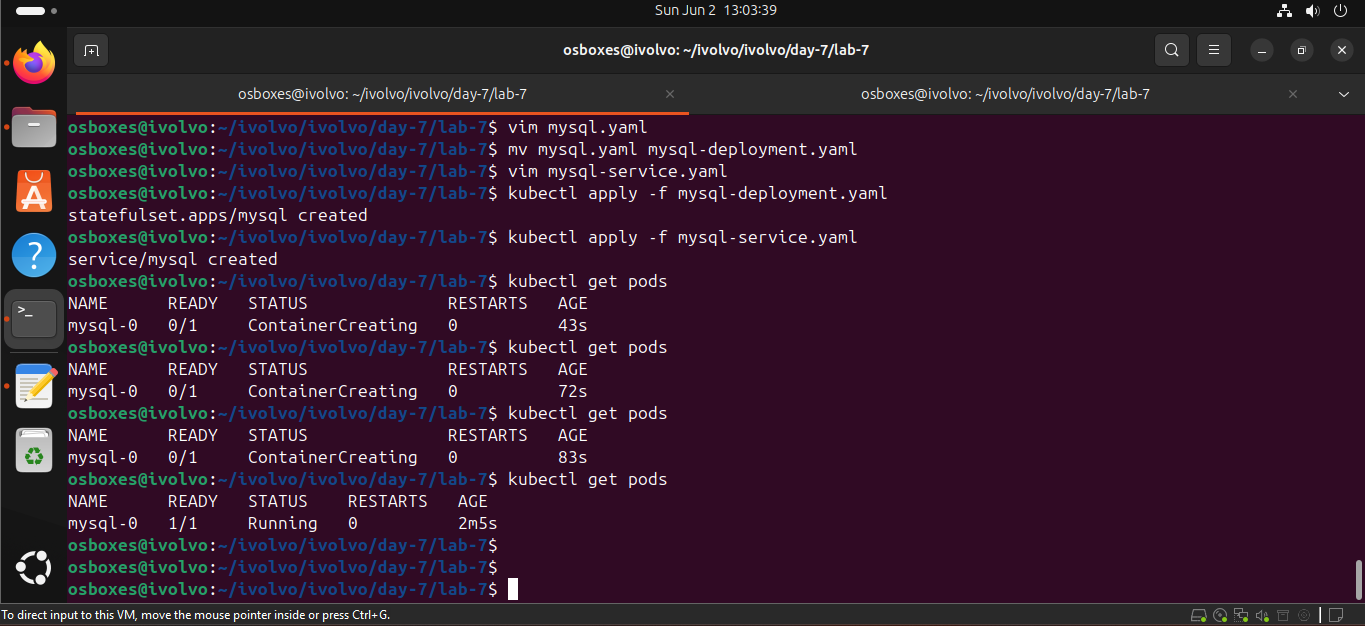 Sun Jun 2 13:03:39
osboxes@ivolvo: ~/ivolvo/ivolvo/day-7/lab-7
osboxes@ivolvo: ~/ivolvo/ivolvo/day-7/lab-7 osboxes@ivolvo: ~/ivolvo/ivolvo/day-7/lab-7
osboxes@ivolvo:~/ivolvo/ivolvo/day-7/lab-7$ vim mysql.yaml
osboxes@ivolvo:~/ivolvo/ivolvo/day-7/lab-7$ mv mysql.yaml mysql-deployment.yaml
osboxes@ivolvo:~/ivolvo/ivolvo/day-7/lab-7$ vim mysql-service.yaml
osboxes@ivolvo:~/ivolvo/ivolvo/day-7/lab-7$ kubectl apply -f mysql-deployment.yaml
statefulset.apps/mysql created
osboxes@ivolvo:~/ivolvo/ivolvo/day-7/lab-7$ kubectl apply -f mysql-service.yaml
service/mysql created
osboxes@ivolvo:~/ivolvo/ivolvo/day-7/lab-7$ kubectl get pods
NAME READY STATUS RESTARTS AGE
mysql-0 0/1 ContainerCreating 0 43s
osboxes@ivolvo:~/ivolvo/ivolvo/day-7/lab-7$ kubectl get pods
NAME READY STATUS RESTARTS AGE
mysql-0 0/1 ContainerCreating 0 72s
osboxes@ivolvo:~/ivolvo/ivolvo/day-7/lab-7$ kubectl get pods
NAME READY STATUS RESTARTS AGE
mysql-0 0/1 ContainerCreating 0 83s
osboxes@ivolvo:~/ivolvo/ivolvo/day-7/lab-7$ kubectl get pods
NAME READY STATUS RESTARTS AGE
mysql-0 1/1 Running 0 2m5s
osboxes@ivolvo:~/ivolvo/ivolvo/day-7/lab-7$
osboxes@ivolvo:~/ivolvo/ivolvo/day-7/lab-7$
osboxes@ivolvo:~/ivolvo/ivolvo/day-7/lab-7$
To direct input to this VM, move the mouse pointer inside or press Ctrl+G.